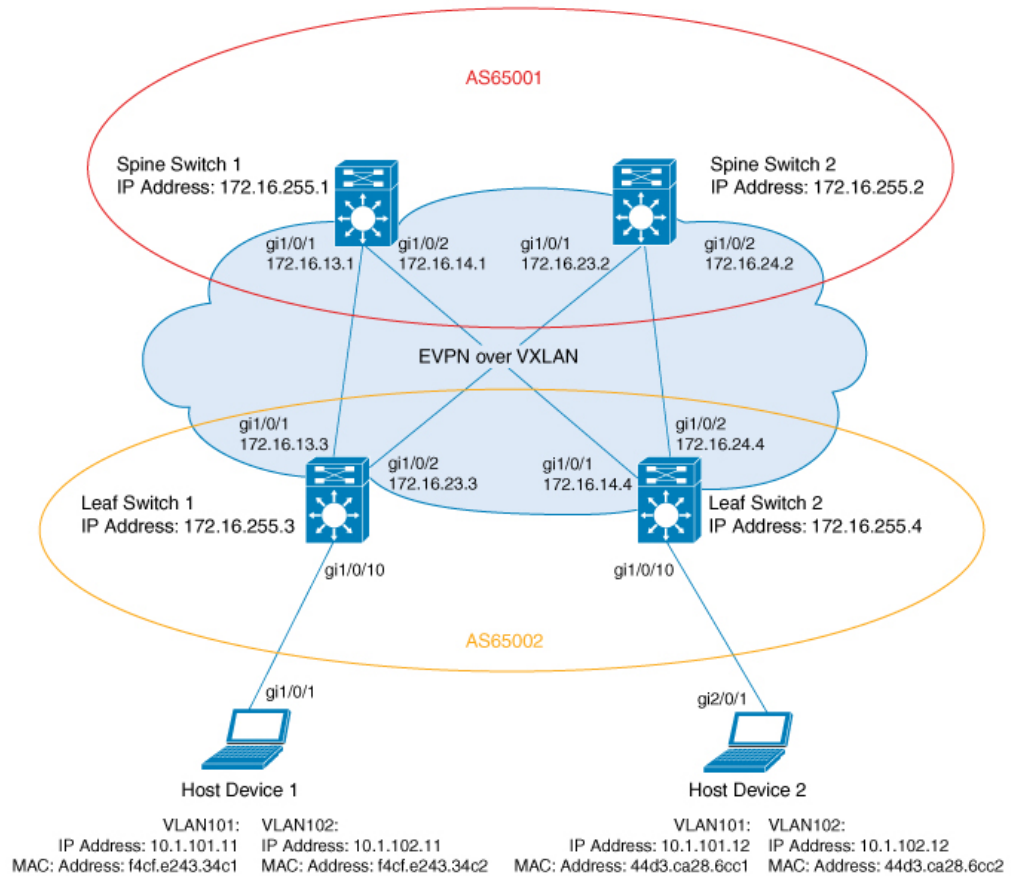 AS65001
Spine Switch 1
IP Address: 172.16.255.1
Spine Switch 2
IP Address: 172.16.255.2
gi1/0/1
172.16.13.1
gi1/0/2
172.16.14.1
gi1/0/1
172.16.23.2
gi1/0/2
172.16.24.2
EVPN over VXLAN
gi1/0/1
172.16.13.3
gi1/0/2
172.16.23.3
gi1/0/1
172.16.14.4
gi1/0/2
172.16.24.4
Leaf Switch 1
IP Address: 172.16.255.3
Leaf Switch 2
IP Address: 172.16.255.4
gi1/0/10
gi1/0/10
AS65002
gi1/0/1
gi2/0/1
Host Device 1
Host Device 2
VLAN101:
IP Address: 10.1.101.11
MAC: Address: f4cf.e243.34c1
VLAN102:
IP Address: 10.1.102.11
MAC: Address: f4cf.e243.34c2
VLAN101:
IP Address: 10.1.101.12
MAC: Address: 44d3.ca28.6cc1
VLAN102:
IP Address: 10.1.102.12
MAC: Address: 44d3.ca28.6cc2